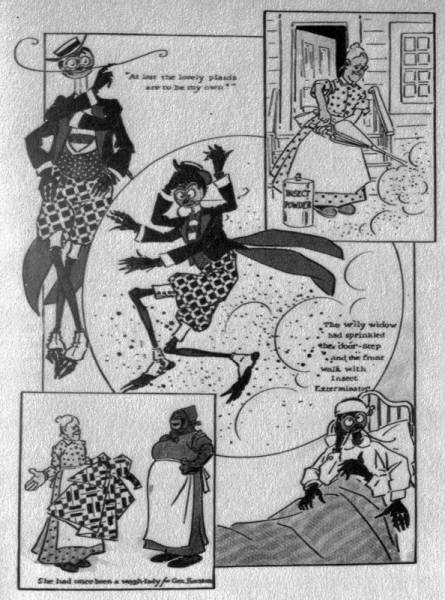 "At last the lovely plaids
are to be my own."
INSECT
POWDER
The wily widow
had sprinkled
the door-step
and the front
walk with
Insect
Exterminator
She had once been a wash-lady for Gen.